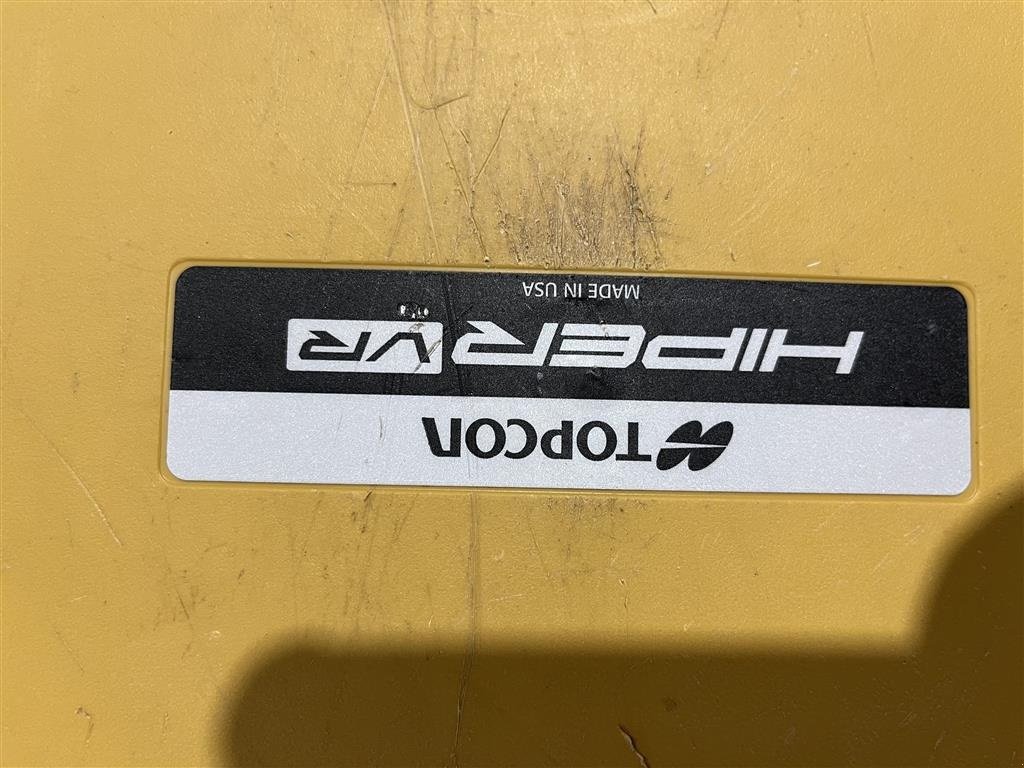 TOPCON
HIPER VR
MADE IN USA